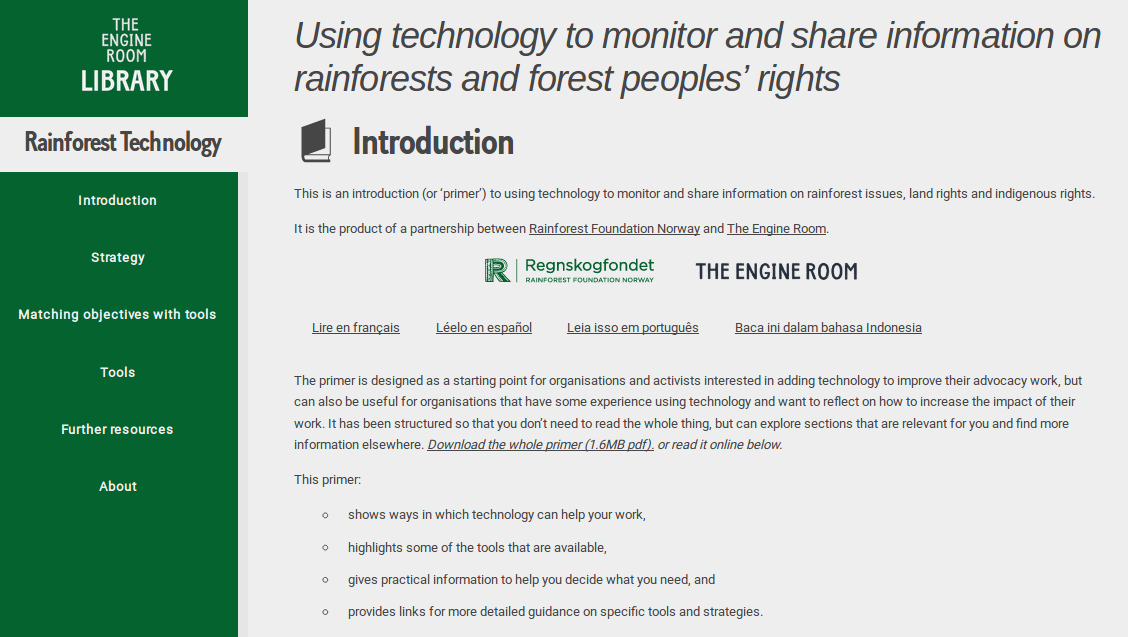 THE
ENGINE
ROOM
LIBRARY
Rainforest Technology
Introduction
Strategy
Matching objectives with tools
Tools
Further resources
About
Using technology to monitor and share information on
rainforests and forest peoples’ rights
Introduction
This is an introduction (or ‘primer’) to using technology to monitor and share information on rainforest issues, land rights and indigenous rights.
It is the product of a partnership between Rainforest Foundation Norway and The Engine Room.
Regnskogfondet
RAINFOREST FOUNDATION NORWAY
THE ENGINE ROOM
Lire en français Léelo en español Leia isso em português Baca ini dalam bahasa Indonesia
The primer is designed as a starting point for organisations and activists interested in adding technology to improve their advocacy work, but
can also be useful for organisations that have some experience using technology and want to reflect on how to increase the impact of their
work. It has been structured so that you don’t need to read the whole thing, but can explore sections that are relevant for you and find more
information elsewhere. Download the whole primer (1.6MB pdf). or read it online below.
This primer:
shows ways in which technology can help your work,
highlights some of the tools that are available,
gives practical information to help you decide what you need, and
provides links for more detailed guidance on specific tools and strategies.